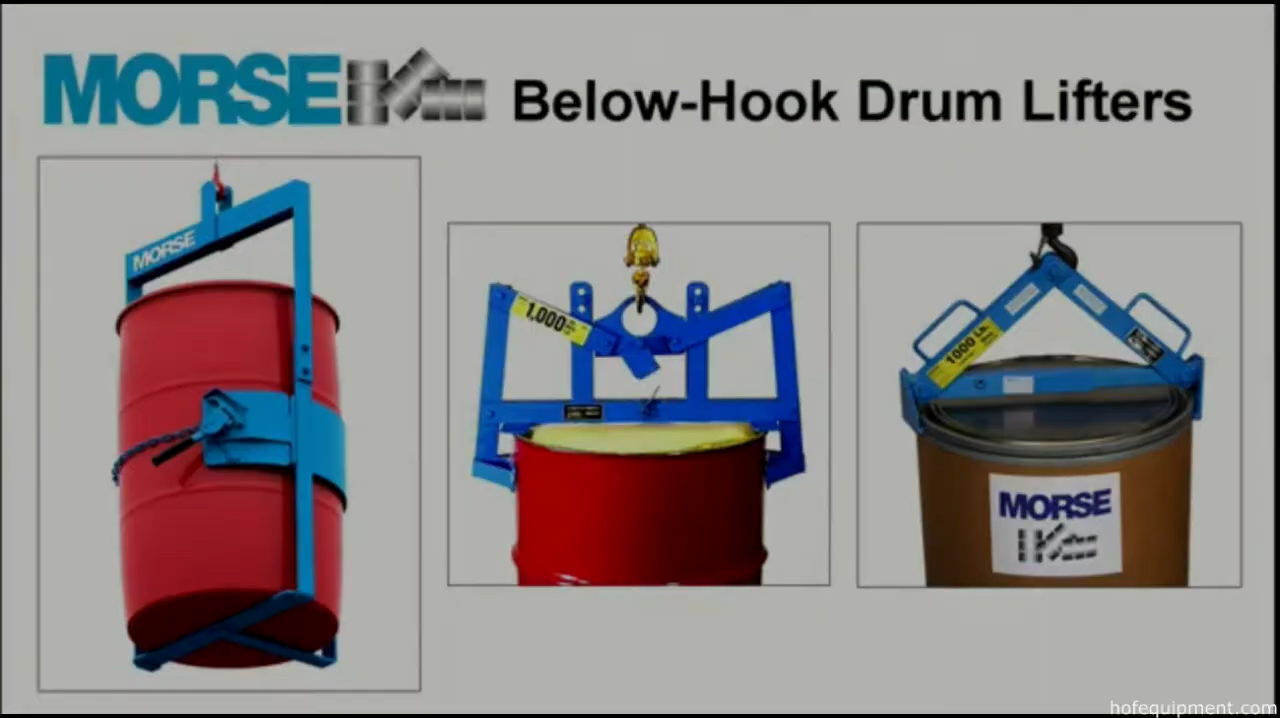 MORSE Below-Hook Drum Lifters
MORSE
1,000
1000 Lb.
MORSE
hofequipment.com